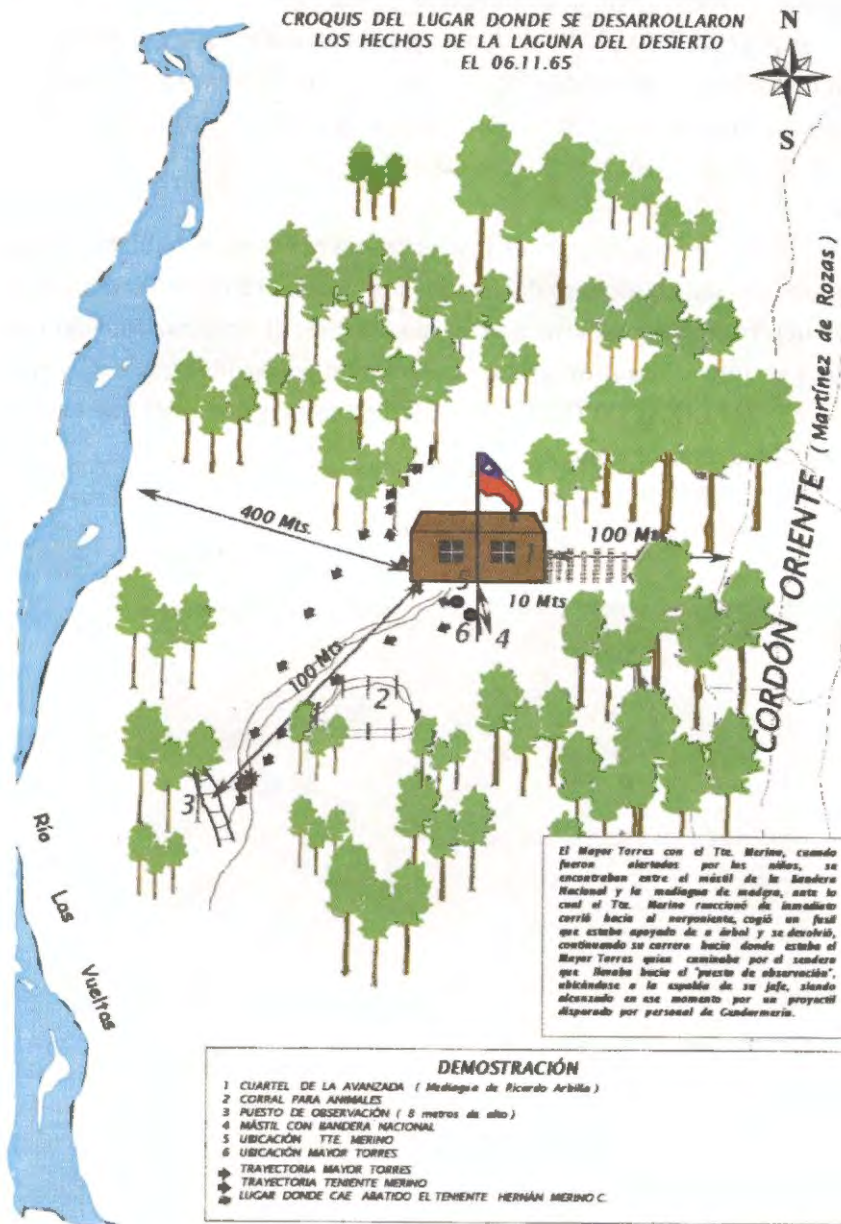 CROQUIS DEL LUGAR DONDE SE DESARROLLARON
LOS HECHOS DE LA LAGUNA DEL DESIERTO
EL 06.11.65
N
S
CORDÓN ORIENTE (Martínez de Rozas)
400 Mts.
1
100 Mts
10 Mts
5
6
4
100 Mts.
2
3
Río
Las
Vueltas
El Mayor Torres con el Tte. Merino, cuando
fueron alertados por los niños, se
encontraban entre el mástil de la Bandera
Nacional y la mediagua de madera, ante lo
cual el Tte. Merino reaccionó de inmediato
corrió hacia el norponiente, cogió un fusil
que estaba apoyado de a árbol y se devolvió,
continuando su carrera hacia donde estaba el
Mayor Torres quien caminaba por el sendero
que llevaba hacia el "puesto de observación",
ubicándose a la espalda de su jefe, siendo
alcanzado en ese momento por un proyectil
disparado por personal de Gendarmería.
DEMOSTRACIÓN
1 CUARTEL DE LA AVANZADA ( Mediagua de Ricardo Arbilla )
2 CORRAL PARA ANIMALES
3 PUESTO DE OBSERVACIÓN ( 8 metros de alto )
4 MÁSTIL CON BANDERA NACIONAL
5 UBICACIÓN TTE. MERINO
6 UBICACIÓN MAYOR TORRES
TRAYECTORIA MAYOR TORRES
TRAYECTORIA TENIENTE MERINO
LUGAR DONDE CAE ABATIDO EL TENIENTE HERNÁN MERINO C.